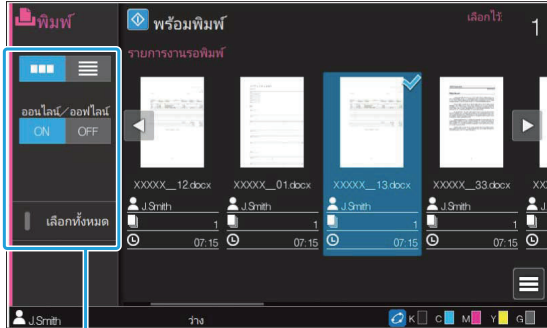 พิมพ์
พร้อมพิมพ์
เลือกไว้
1
รายการงานรอพิมพ์
ออนไลน์/ออฟไลน์
ON OFF
เลือกทั้งหมด
XXXXX__12.docx
J.Smith
1
07:15
XXXXX__01.docx
J.Smith
1
07:15
XXXXX__13.docx
J.Smith
1
07:15
XXXXX__33.docx
J.Smith
1
07:15
XX
J.Smith
ว่าง
K C M Y G